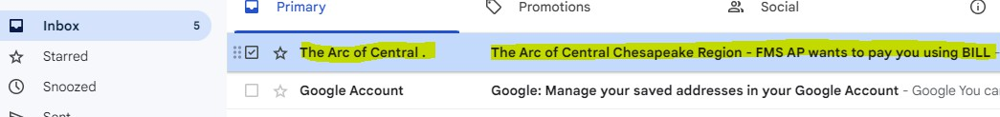 Primary
Promotions
Social
Inbox 5
Starred
The Arc of Central . The Arc of Central Chesapeake Region - FMS AP wants to pay you using BILL
Snoozed
Google Account Google: Manage your saved addresses in your Google Account - Google You ca